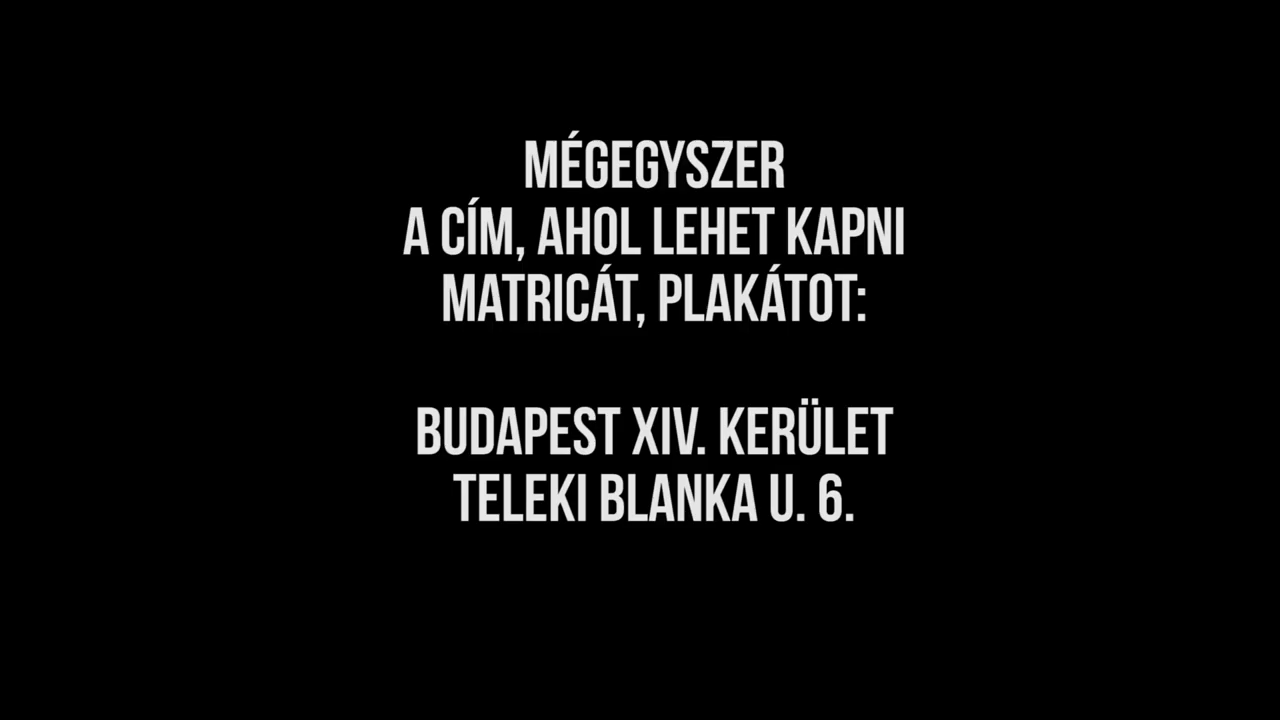 MÉGEGYSZER
A CÍM, AHOL LEHET KAPNI
MATRICÁT, PLAKÁTOT:
BUDAPEST XIV. KERÜLET
TELEKI BLANKA U. 6.